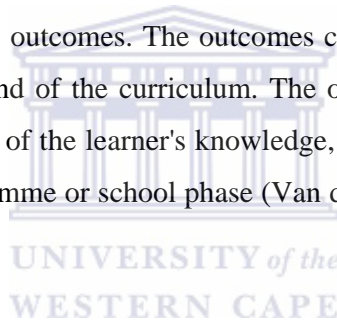 outcomes. The outcomes c
nd of the curriculum. The o
of the learner's knowledge,
mme or school phase (Van d
UNIVERSITY of the
WESTERN CAPE